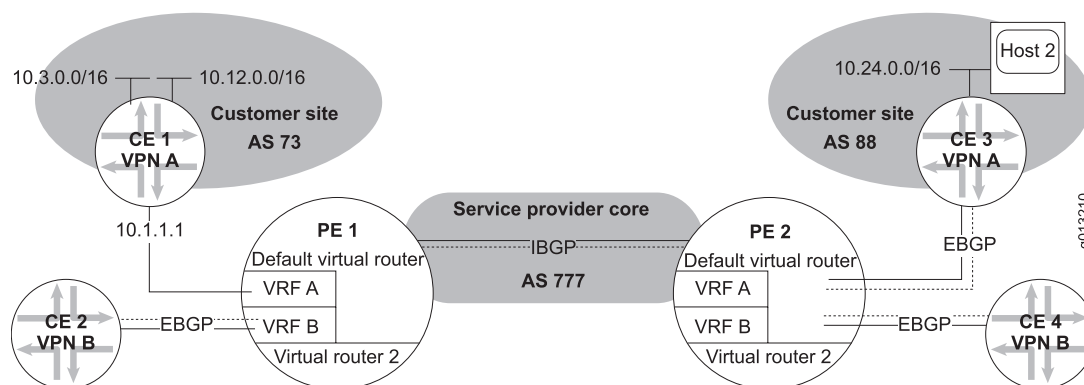 10.3.0.0/16
10.12.0.0/16
Customer site
AS 73
CE 1
VPN A
10.1.1.1
CE 2
VPN B
EBGP
PE 1
Default virtual router
VRF A
VRF B
Virtual router 2
Service provider core
IBGP
AS 777
PE 2
Default virtual router
VRF A
VRF B
Virtual router 2
10.24.0.0/16
Host 2
Customer site
AS 88
CE 3
VPN A
EBGP
EBGP
CE 4
VPN B
g013210